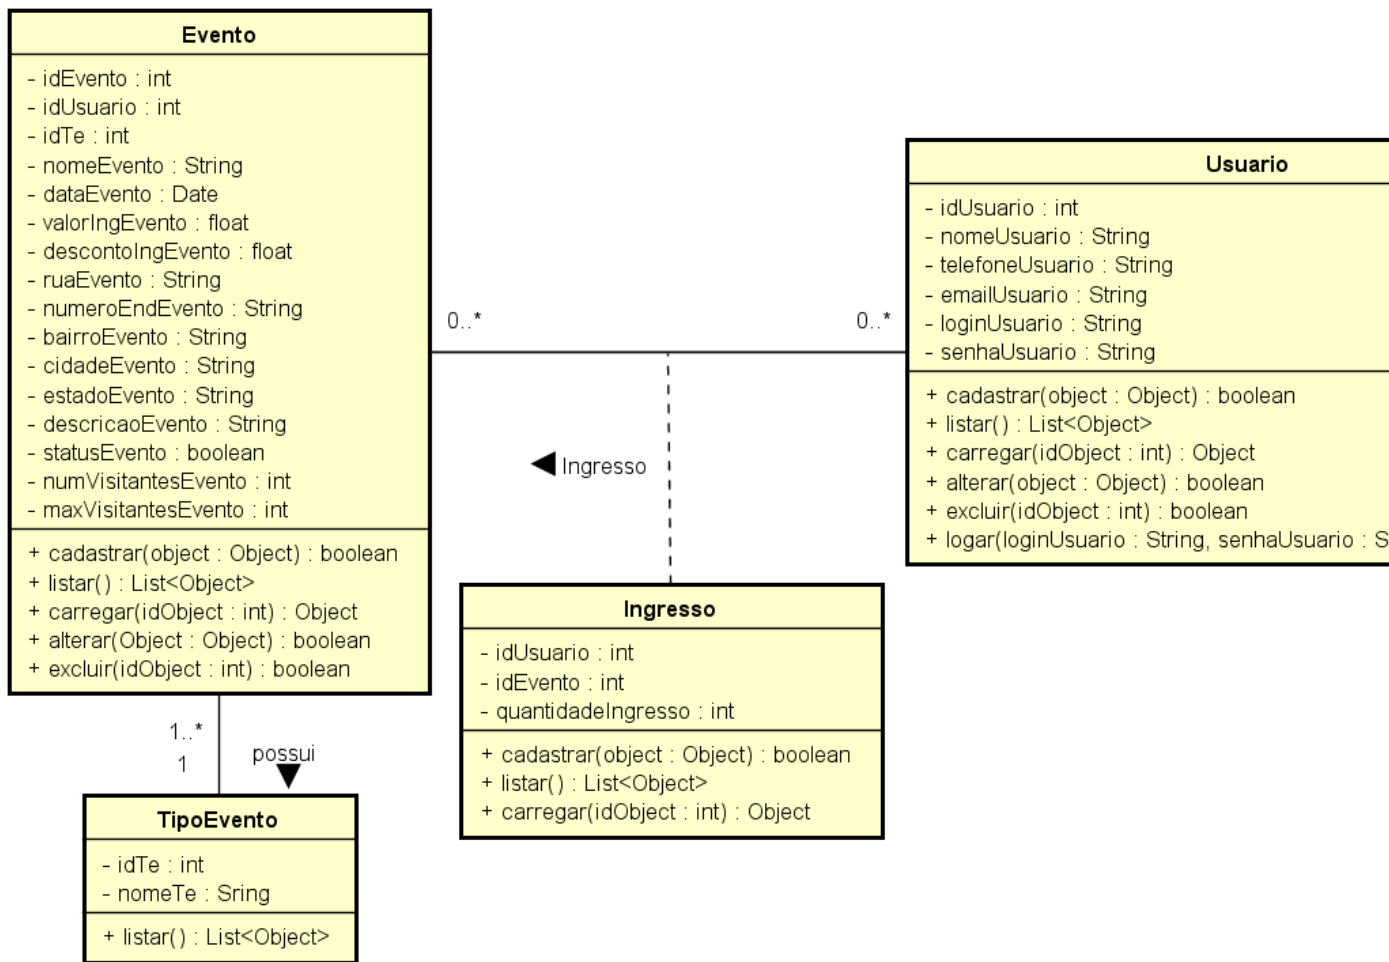 Evento
- idEvento : int
- idUsuario : int
- idTe : int
- nomeEvento : String
- dataEvento : Date
- valorIngEvento : float
- descontoIngEvento : float
- ruaEvento : String
- numeroEndEvento : String
- bairroEvento : String
- cidadeEvento : String
- estadoEvento : String
- descricaoEvento : String
- statusEvento : boolean
- numVisitantesEvento : int
- maxVisitantesEvento : int
+ cadastrar(object : Object) : boolean
+ listar() : List<Object>
+ carregar(idObject : int) : Object
+ alterar(Object : Object) : boolean
+ excluir(idObject : int) : boolean
0..*
0..*
Ingresso
Usuario
- idUsuario : int
- nomeUsuario : String
- telefoneUsuario : String
- emailUsuario : String
- loginUsuario : String
- senhaUsuario : String
+ cadastrar(object : Object) : boolean
+ listar() : List<Object>
+ carregar(idObject : int) : Object
+ alterar(object : Object) : boolean
+ excluir(idObject : int) : boolean
+ logar(loginUsuario : String, senhaUsuario : S
Ingresso
- idUsuario : int
- idEvento : int
- quantidadeIngresso : int
+ cadastrar(object : Object) : boolean
+ listar() : List<Object>
+ carregar(idObject : int) : Object
1..*
1
possui
TipoEvento
- idTe : int
- nomeTe : Sring
+ listar() : List<Object>